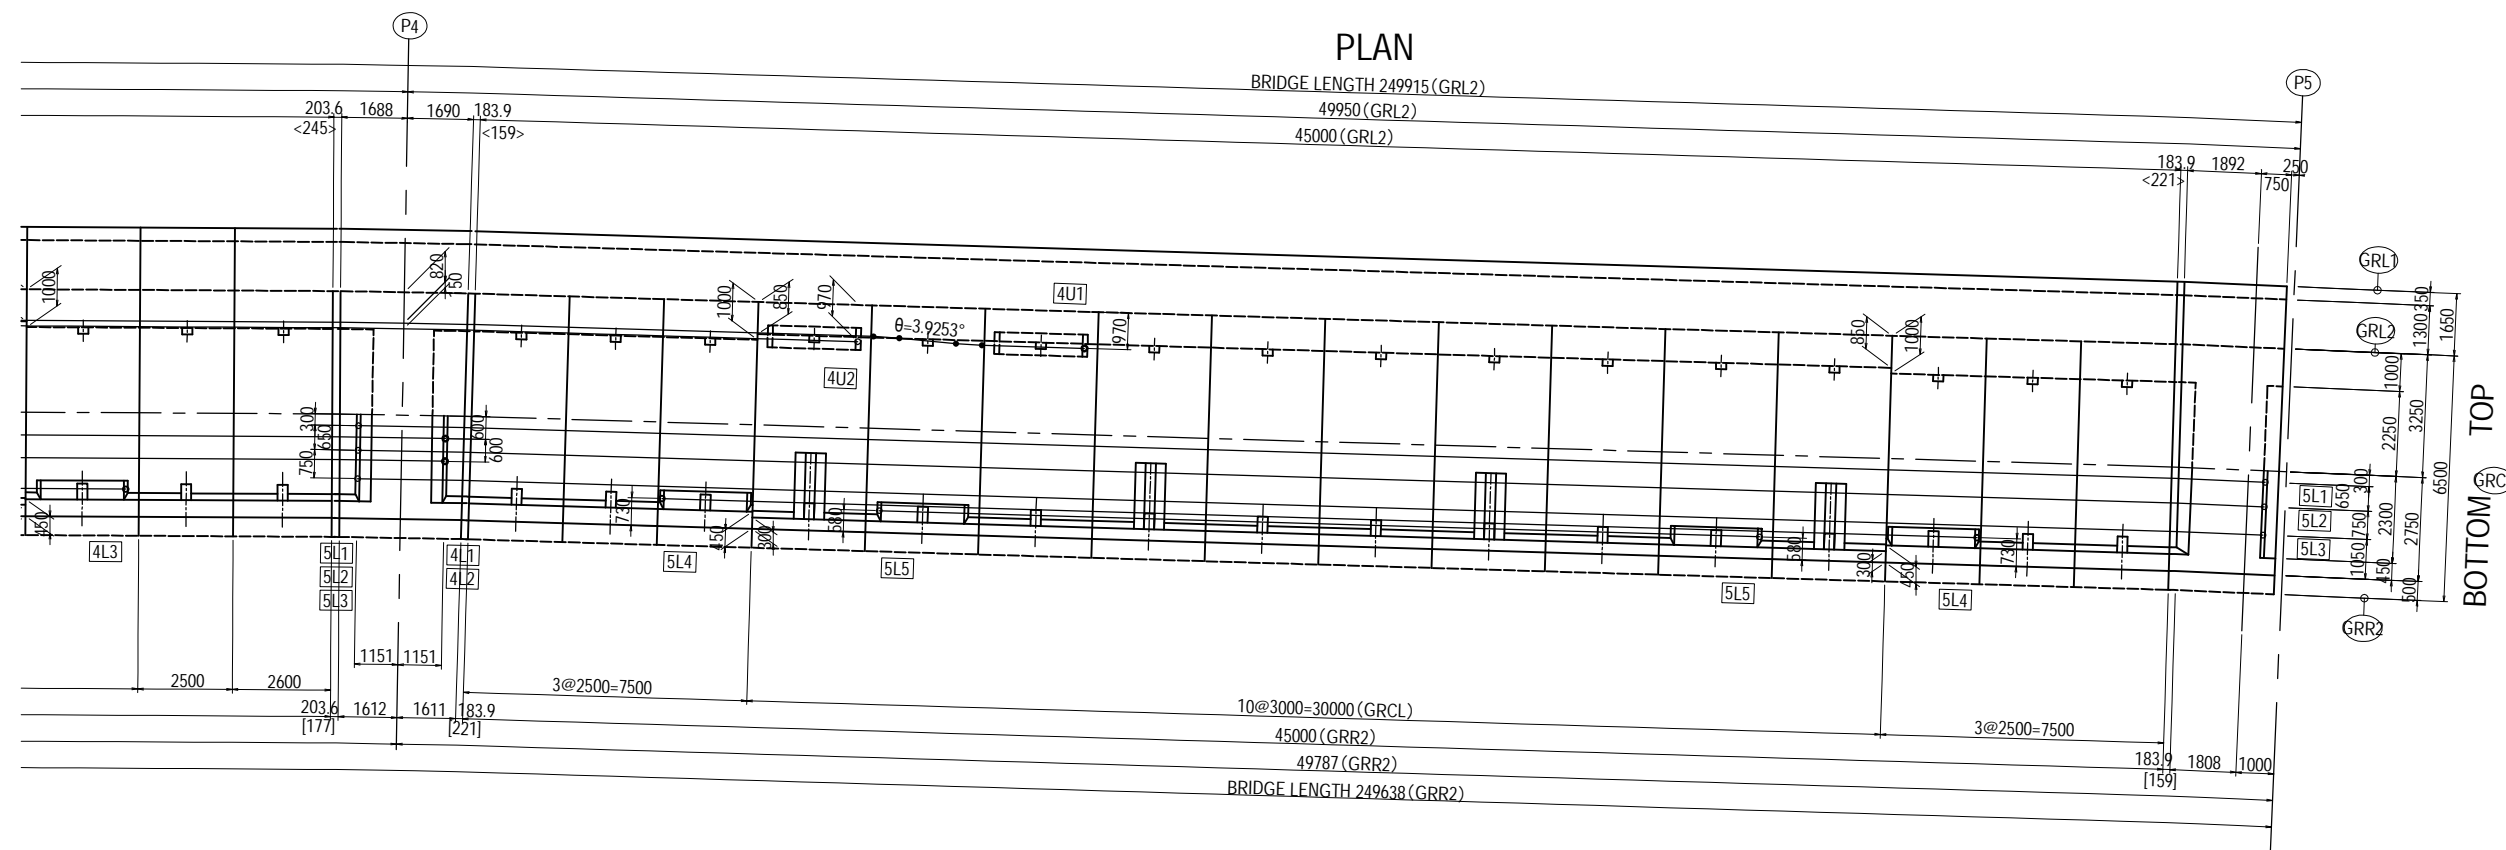 PLAN
P4
P5
BRIDGE LENGTH 249915(GRL2)
49950(GRL2)
45000(GRL2)
203.6
<245>
1688
1690
183.9
<159>
183.9
<221>
1892
750
250
1000
820
1000
850
970
θ=3.9253°
4U1
4U2
970
850
1000
GRL1
GRL2
350
1300
1650
1000
2250
3250
6500
TOP
BOTTOM
GRCL
300
650
750
1050
2300
2750
450
500
5L1
5L2
5L3
GRR2
300
650
750
600
600
450
4L3
5L1
5L2
5L3
4L1
4L2
730
5L4
450
300
580
5L5
580
5L5
300
450
730
5L4
1151
1151
2500
2600
3@2500=7500
203.6
[177]
1612
1611
183.9
[221]
10@3000=30000(GRCL)
3@2500=7500
45000(GRR2)
183.9
[159]
1808
1000
49787(GRR2)
BRIDGE LENGTH 249638(GRR2)